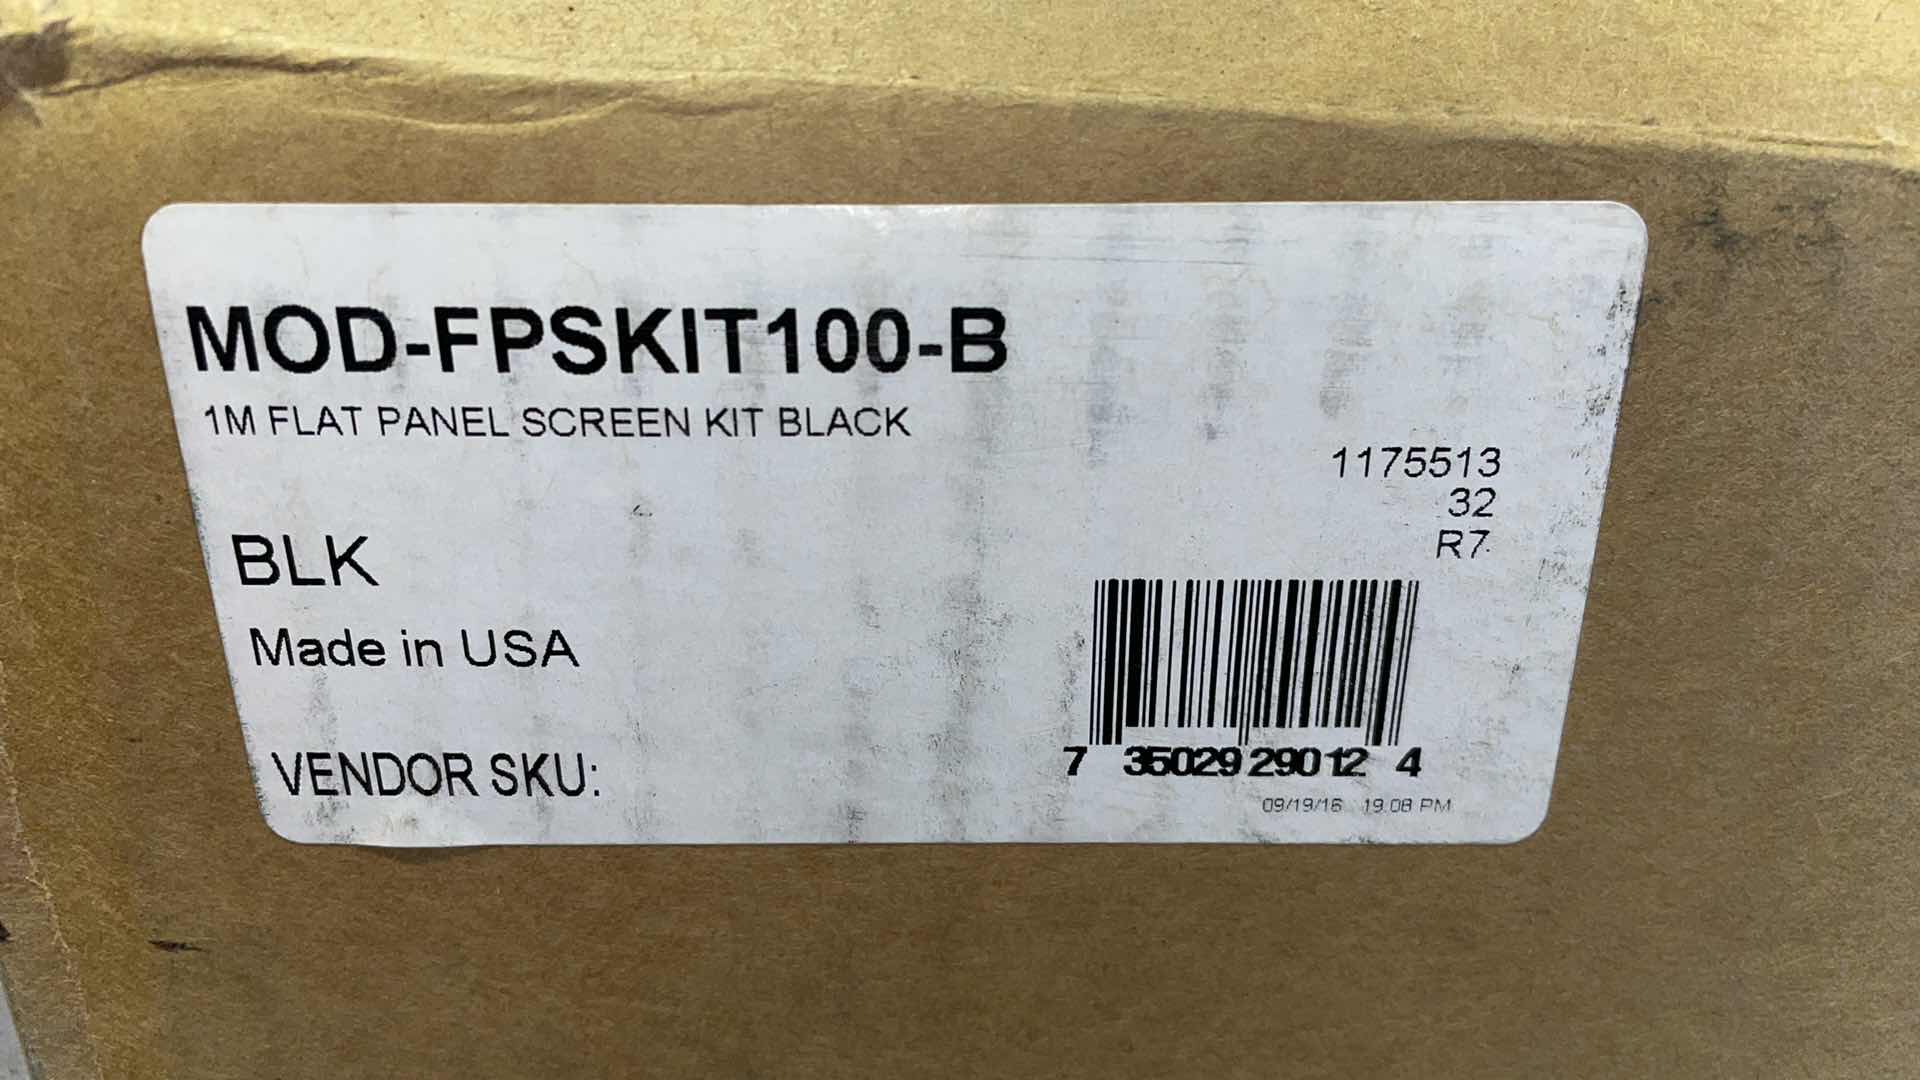 MOD-FPSKIT100-B
1M FLAT PANEL SCREEN KIT BLACK
1175513
32
R7
BLK
Made in USA
VENDOR SKU:
7 35029 29012 4
09/19/16 19:08 PM